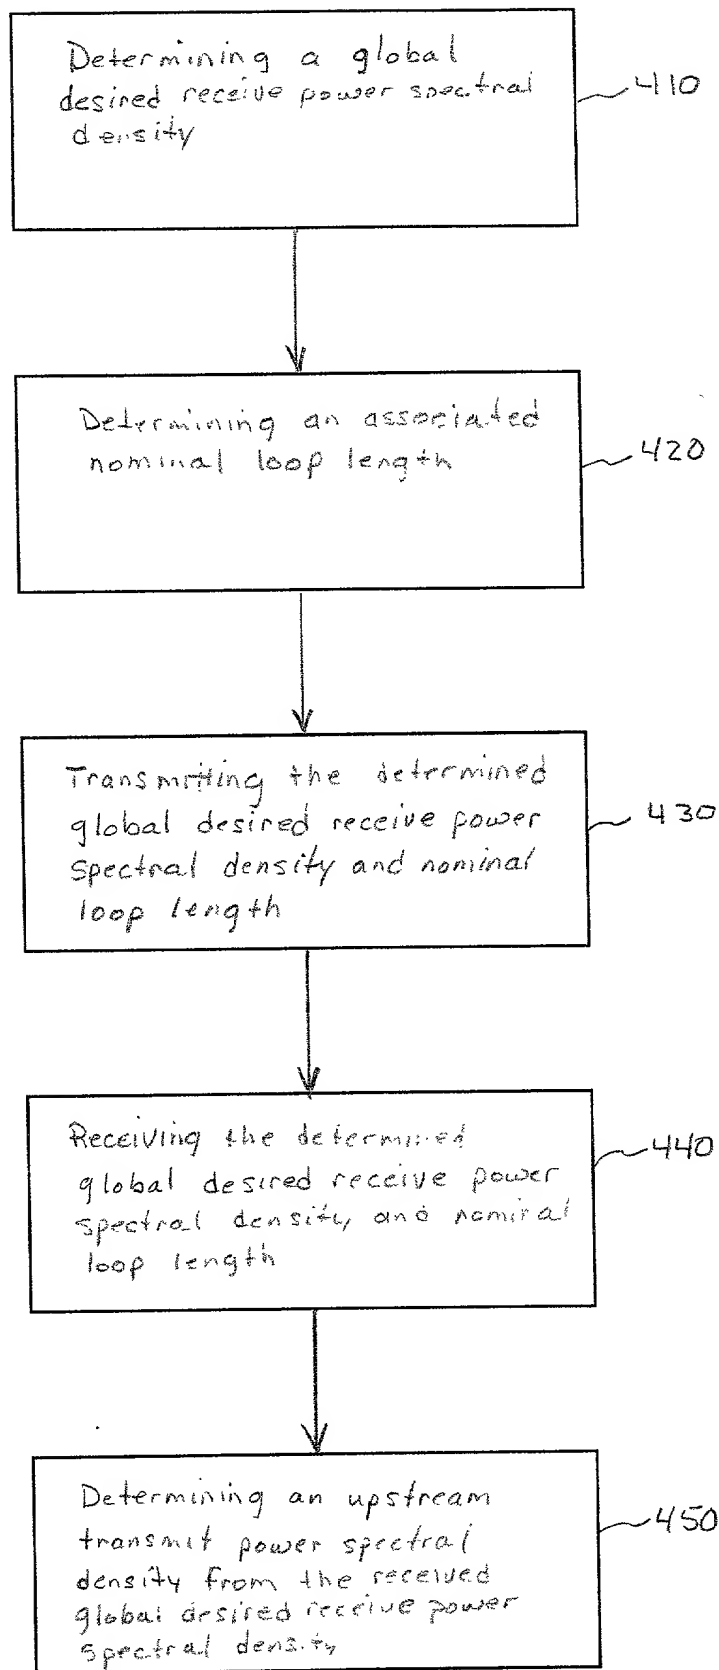 Determining a global
desired receive power spectral
density
410
Determining an associated
nominal loop length
420
Transmitting the determined
global desired receive power
spectral density and nominal
loop length
430
Receiving the determined
global desired receive power
spectral density and nominal
loop length
440
Determining an upstream
transmit power spectral
density from the received
global desired receive power
spectral density
450